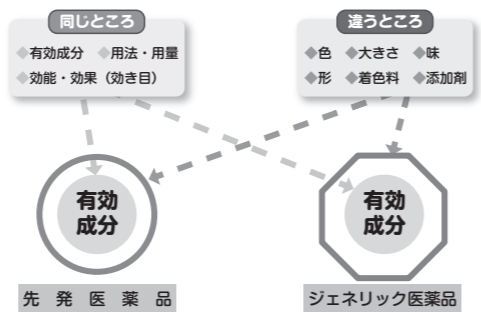 同じところ
◆有効成分 ◆用法・用量
◆効能・効果（効き目）
違うところ
◆色 ◆大きさ ◆味
◆形 ◆着色料 ◆添加剤
有効
成分
有効
成分
先発医薬品
ジェネリック医薬品